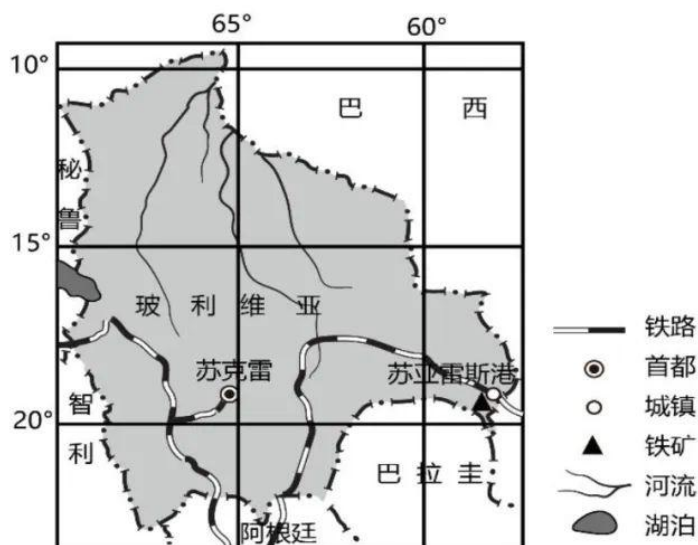 65° 60°
10°
巴 西
秘鲁
15°
玻 利 维 亚
苏克雷
苏亚雷斯港
智利
20°
巴 拉 圭
阿根廷
铁路
首都
城镇
铁矿
河流
湖泊